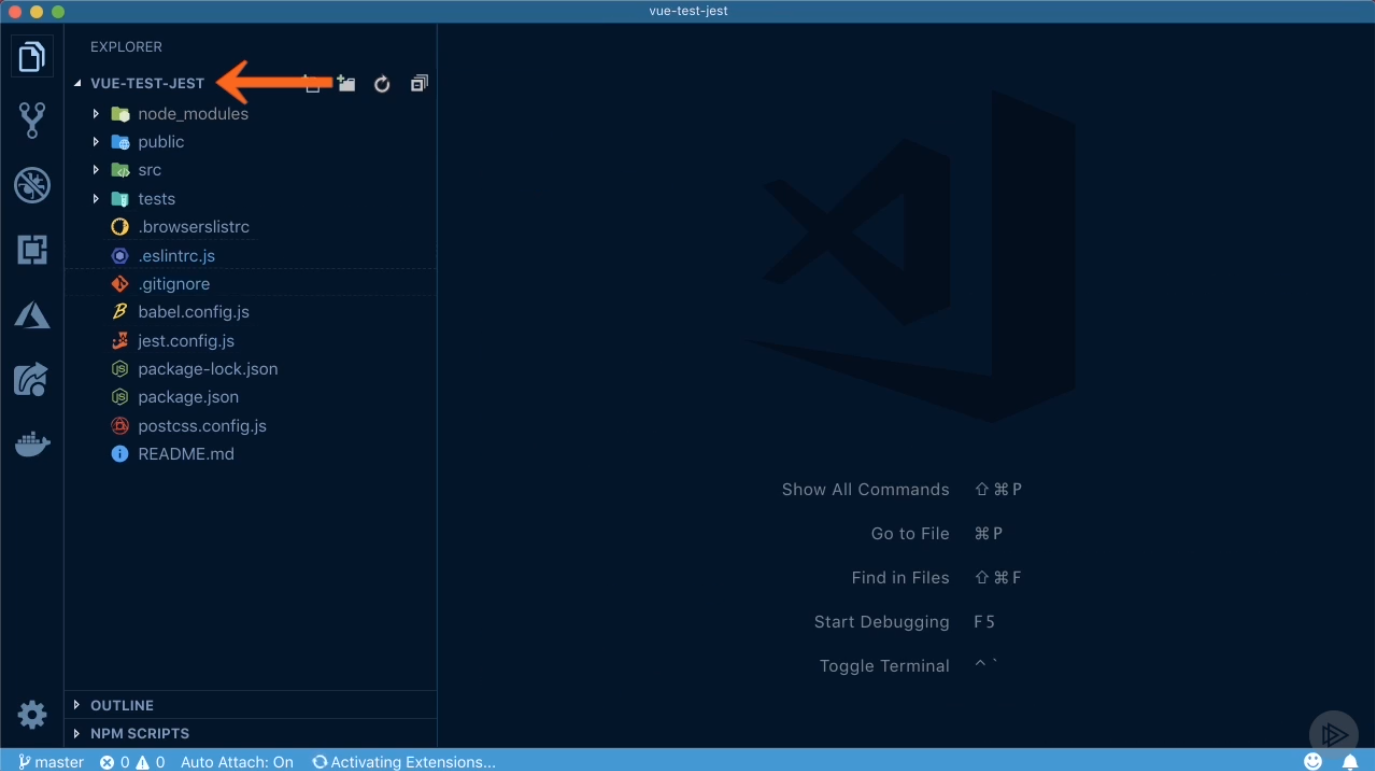 vue-test-jest
EXPLORER
VUE-TEST-JEST
node_modules
public
src
tests
.browserslistrc
.eslintrc.js
.gitignore
babel.config.js
jest.config.js
package-lock.json
package.json
postcss.config.js
README.md
Show All Commands ⇧⌘P
Go to File ⌘P
Find in Files ⇧⌘F
Start Debugging F5
Toggle Terminal ^`
OUTLINE
NPM SCRIPTS
master 0 0 Auto Attach: On Activating Extensions...